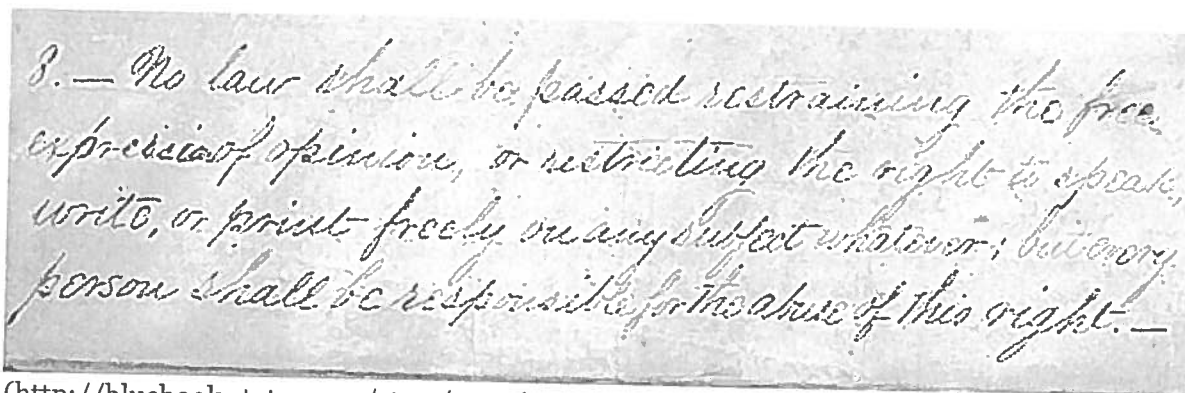 8. — No law shall be passed restraining the free
of opinion, or restricting the right to speak,
write, or print freely on any subject whatever; but every
person shall be responsible for the abuse of this right. —